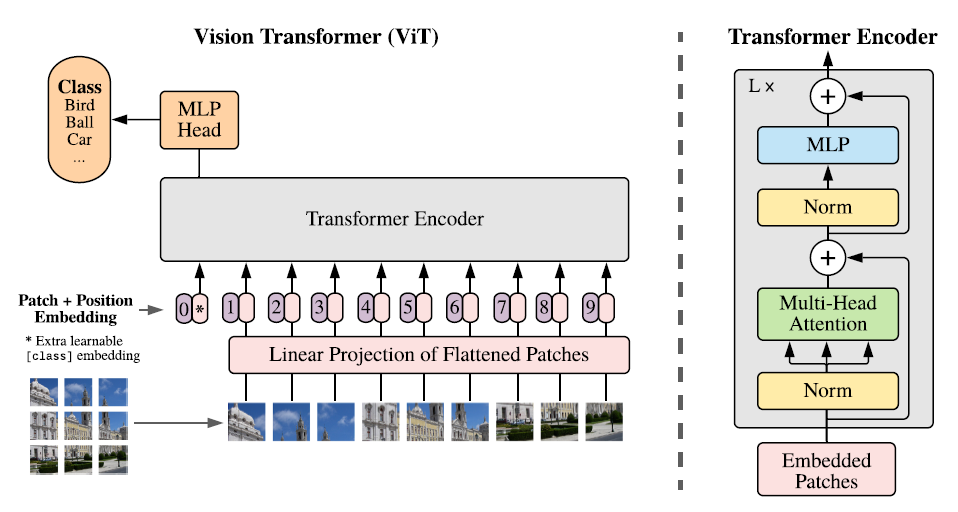 Vision Transformer (ViT)
Class
Bird
Ball
Car
...
MLP
Head
Transformer Encoder
Patch + Position
Embedding
0 * 1 2 3 4 5 6 7 8 9
* Extra learnable
[class] embedding
Linear Projection of Flattened Patches
Transformer Encoder
L ×
+
MLP
Norm
+
Multi-Head
Attention
Norm
Embedded
Patches